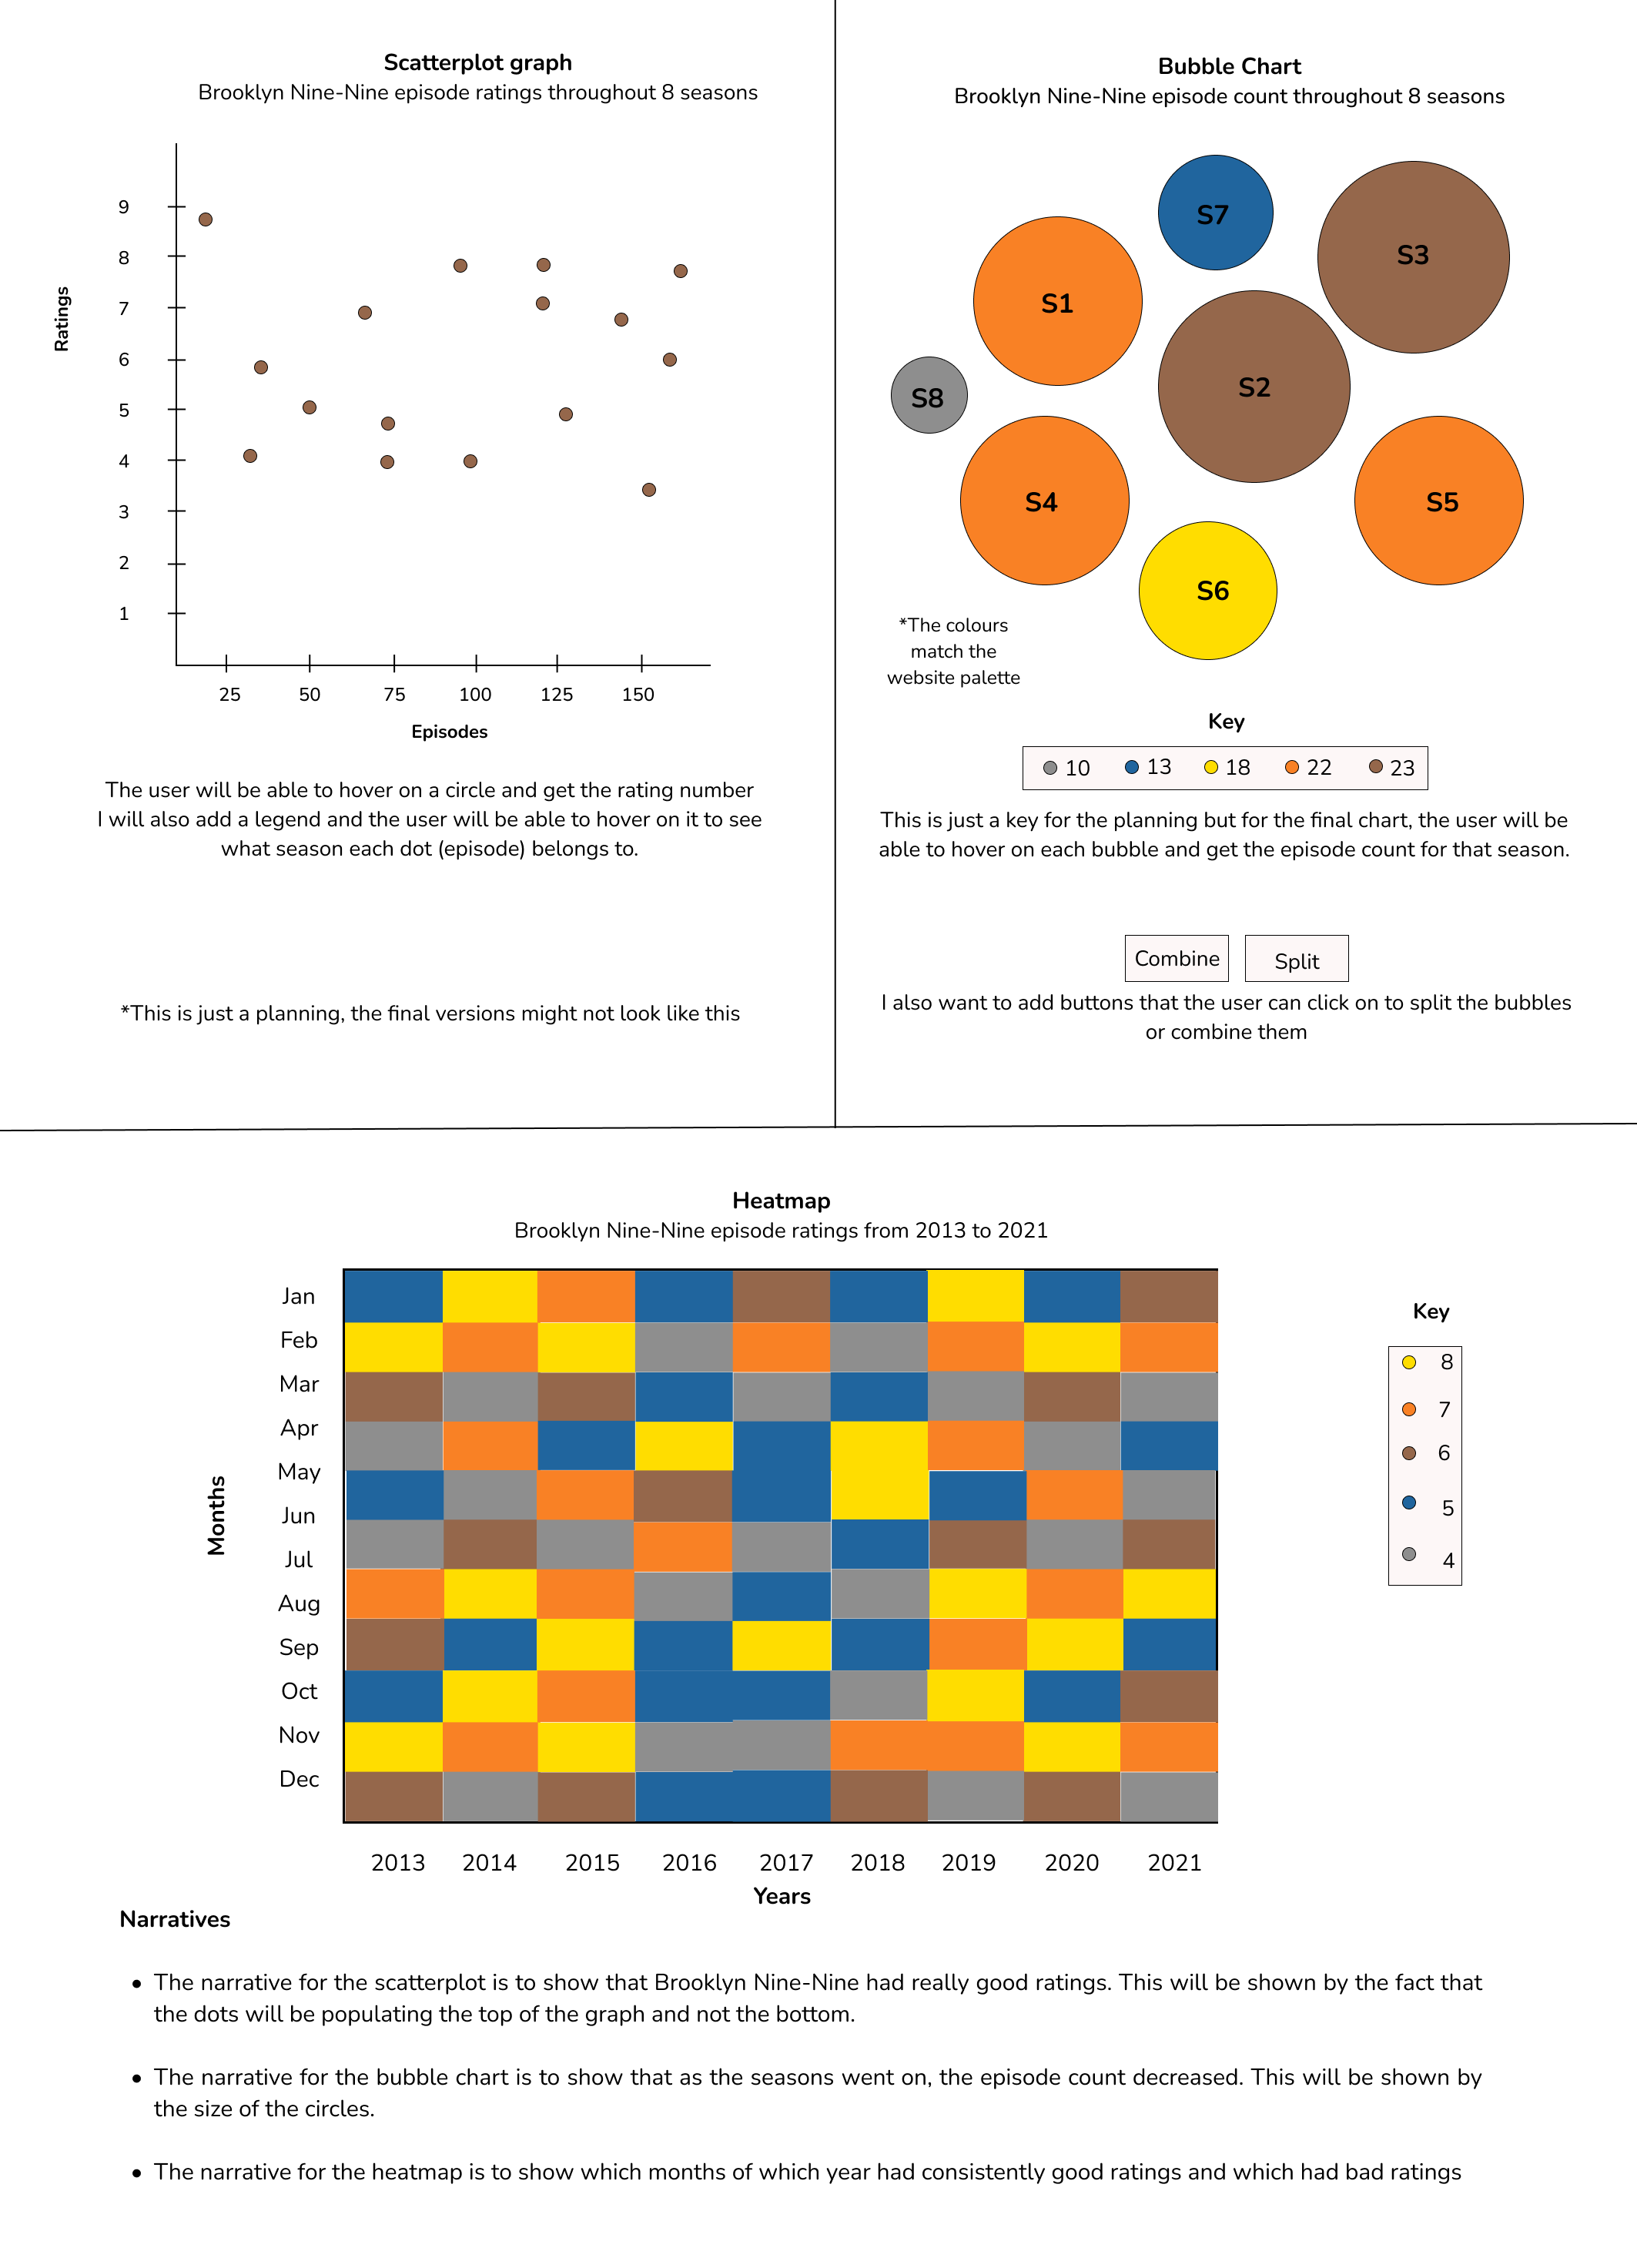 Scatterplot graph
Brooklyn Nine-Nine episode ratings throughout 8 seasons
Ratings
9
8
7
6
5
4
3
2
1
25 50 75 100 125 150
Episodes
The user will be able to hover on a circle and get the rating number
I will also add a legend and the user will be able to hover on it to see
what season each dot (episode) belongs to.
*This is just a planning, the final versions might not look like this
Bubble Chart
Brooklyn Nine-Nine episode count throughout 8 seasons
S7
S3
S1
S2
S8
S4
S5
S6
*The colours
match the
website palette
Key
10 13 18 22 23
This is just a key for the planning but for the final chart, the user will be
able to hover on each bubble and get the episode count for that season.
Combine Split
I also want to add buttons that the user can click on to split the bubbles
or combine them
Heatmap
Brooklyn Nine-Nine episode ratings from 2013 to 2021
Months
Jan
Feb
Mar
Apr
May
Jun
Jul
Aug
Sep
Oct
Nov
Dec
2013 2014 2015 2016 2017 2018 2019 2020 2021
Years
Key
8
7
6
5
4
Narratives
• The narrative for the scatterplot is to show that Brooklyn Nine-Nine had really good ratings. This will be shown by the fact that
the dots will be populating the top of the graph and not the bottom.
• The narrative for the bubble chart is to show that as the seasons went on, the episode count decreased. This will be shown by
the size of the circles.
• The narrative for the heatmap is to show which months of which year had consistently good ratings and which had bad ratings